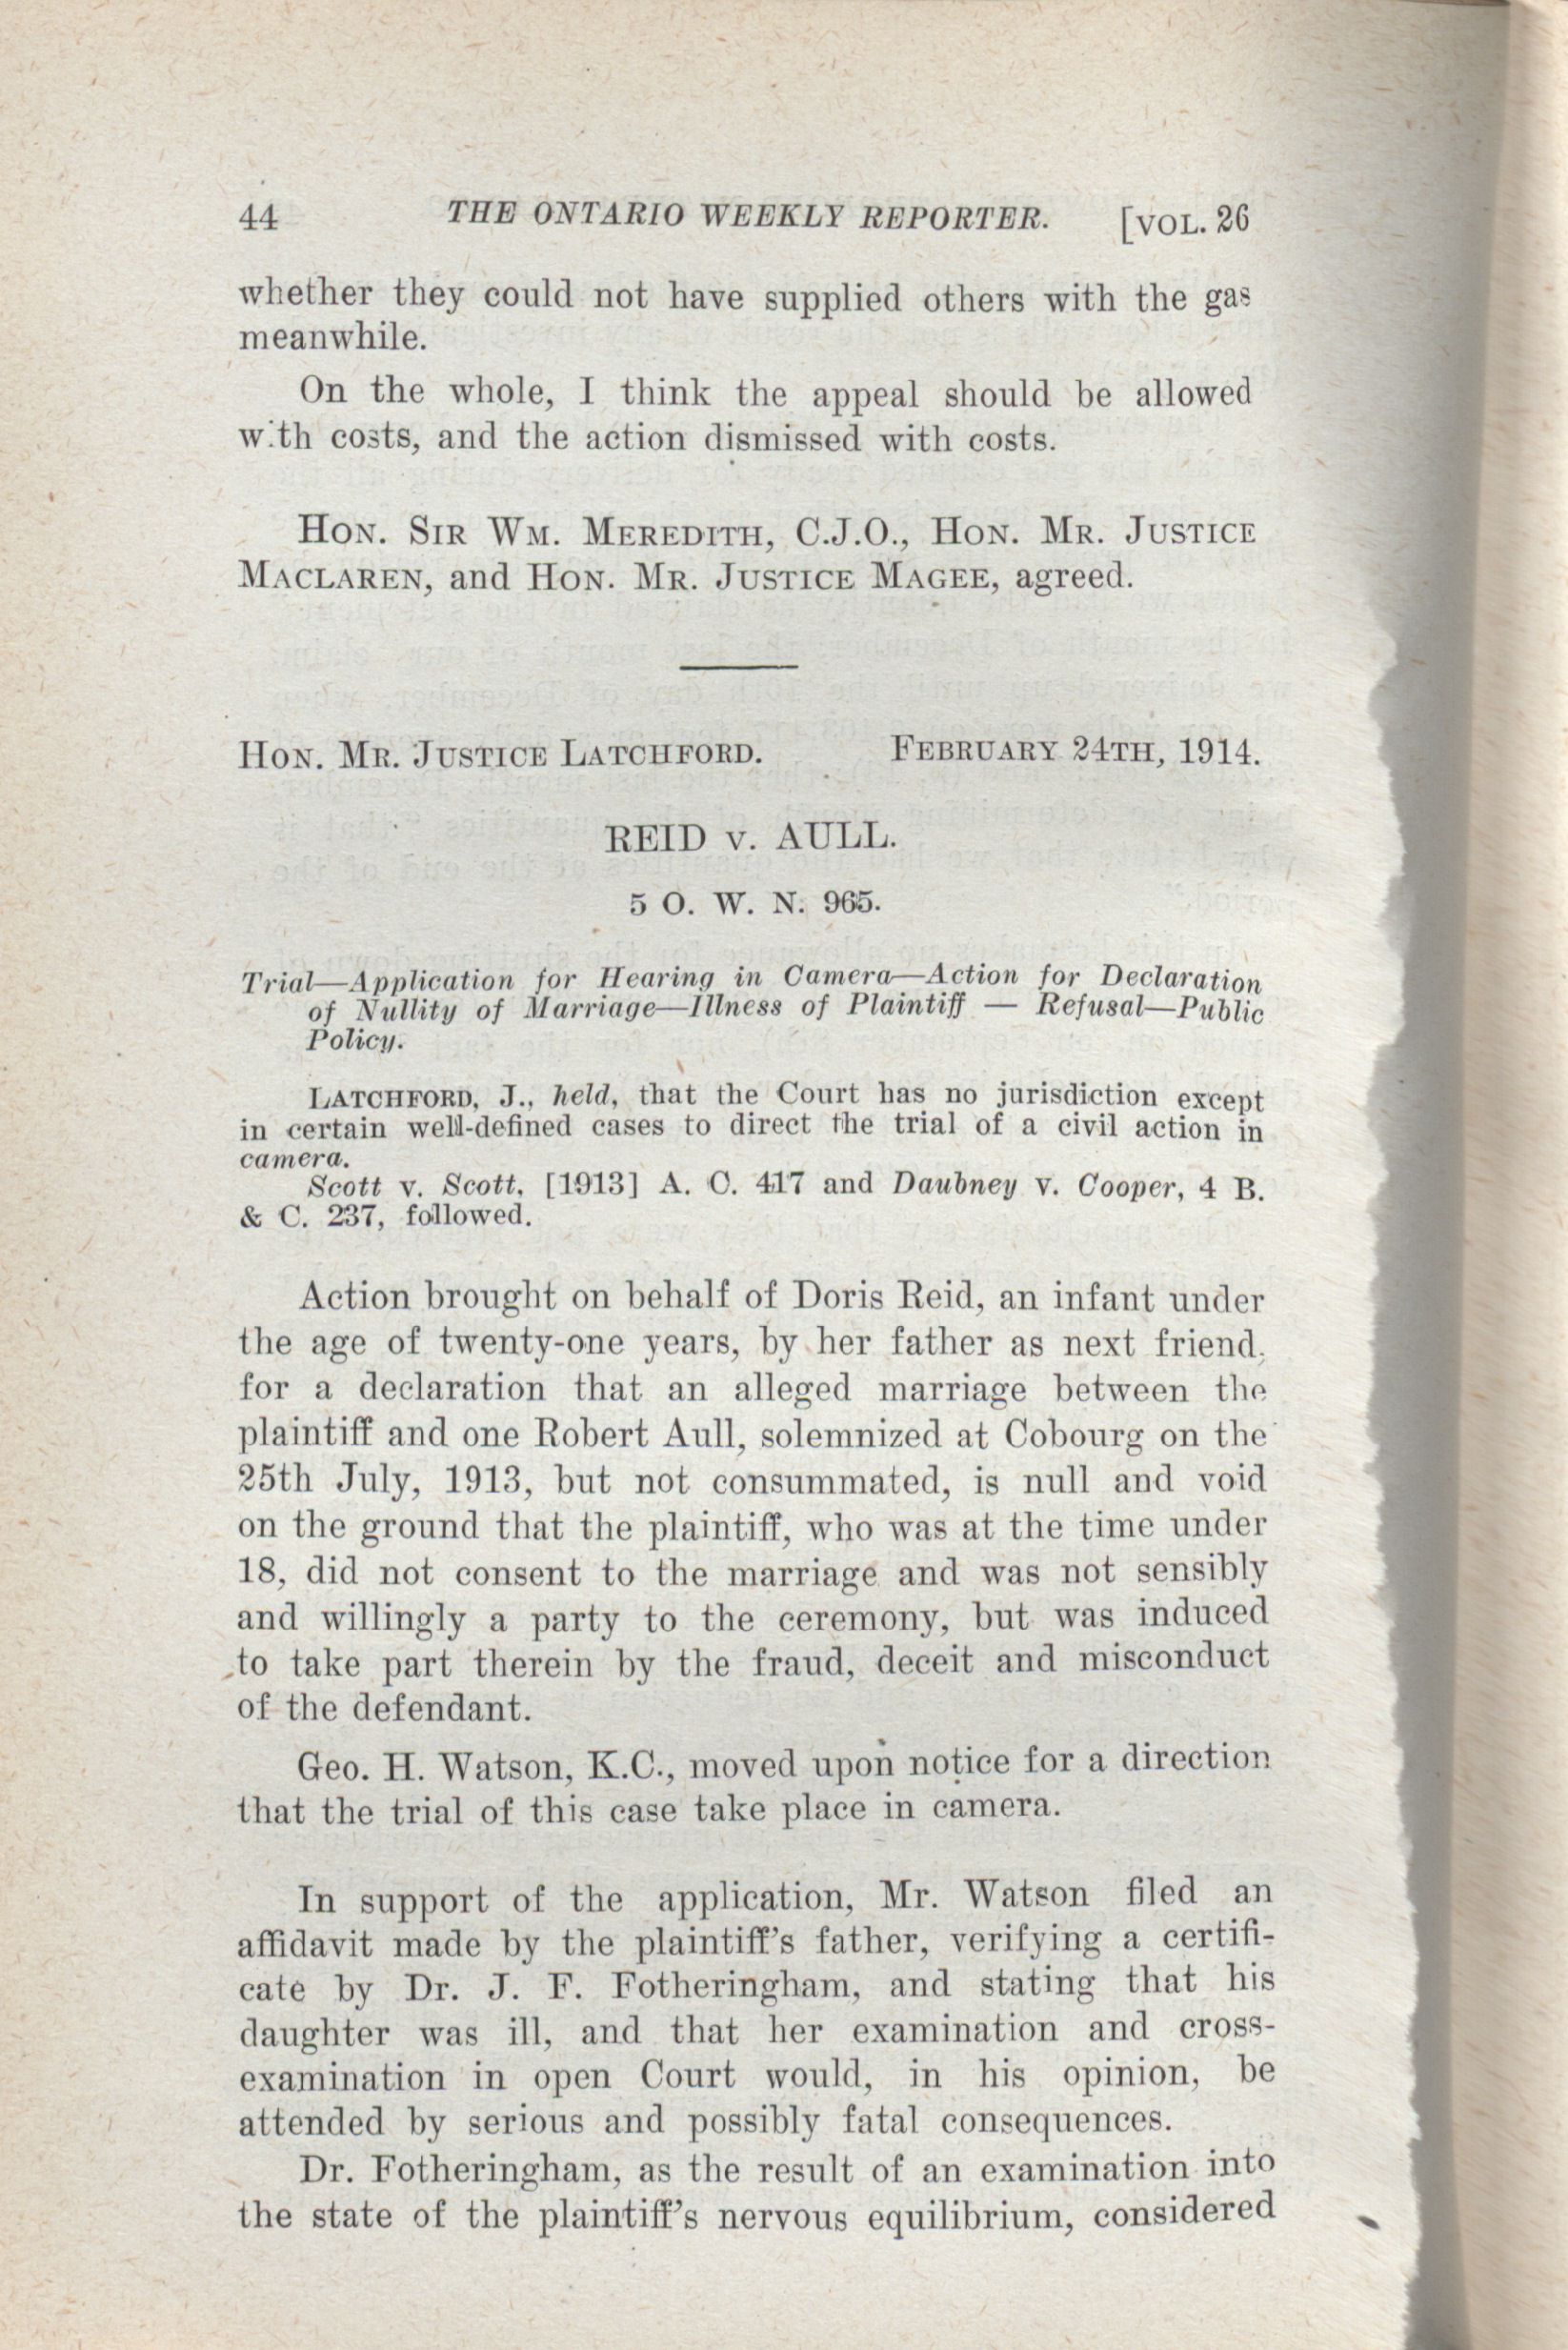 44 THE ONTARIO WEEKLY REPORTER. [VOL. 26
whether they could not have supplied others with the gas
meanwhile.
On the whole, I think the appeal should be allowed
with costs, and the action dismissed with costs.
HON. SIR WM. MEREDITH, C.J.O., HON. MR. JUSTICE
MACLAREN, and HON. MR. JUSTICE MAGEE, agreed.
HON. MR. JUSTICE LATCHFORD. FEBRUARY 24TH, 1914.
REID v. AULL.
5 O. W. N. 965.
Trial—Application for Hearing in Camera—Action for Declaration
of Nullity of Marriage—Illness of Plaintiff — Refusal—Public
Policy.
LATCHFORD, J., held, that the Court has no jurisdiction except
in certain well-defined cases to direct the trial of a civil action in
camera.
Scott v. Scott, [1913] A. C. 417 and Daubney v. Cooper, 4 B.
& C. 237, followed.
Action brought on behalf of Doris Reid, an infant under
the age of twenty-one years, by her father as next friend,
for a declaration that an alleged marriage between the
plaintiff and one Robert Aull, solemnized at Cobourg on the
25th July, 1913, but not consummated, is null and void
on the ground that the plaintiff, who was at the time under
18, did not consent to the marriage and was not sensibly
and willingly a party to the ceremony, but was induced
to take part therein by the fraud, deceit and misconduct
of the defendant.
Geo. H. Watson, K.C., moved upon notice for a direction
that the trial of this case take place in camera.
In support of the application, Mr. Watson filed an
affidavit made by the plaintiff's father, verifying a certifi-
cate by Dr. J. F. Fotheringham, and stating that his
daughter was ill, and that her examination and cross-
examination in open Court would, in his opinion, be
attended by serious and possibly fatal consequences.
Dr. Fotheringham, as the result of an examination into
the state of the plaintiff's nervous equilibrium, considered